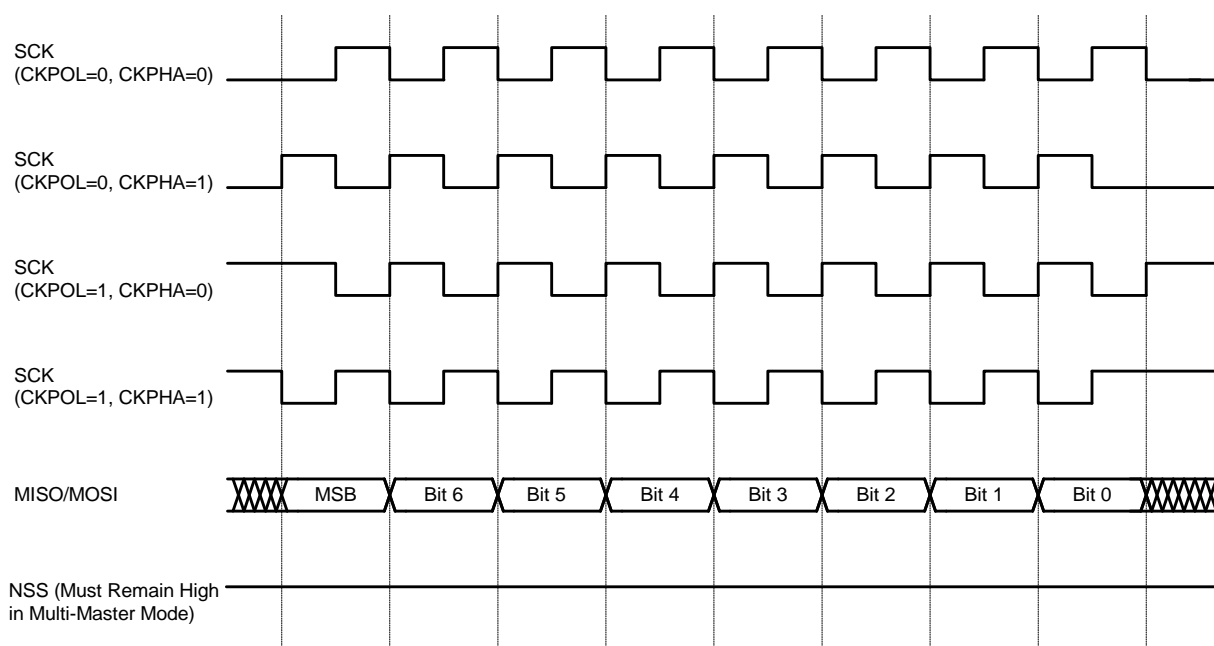 SCK
(CKPOL=0, CKPHA=0)
SCK
(CKPOL=0, CKPHA=1)
SCK
(CKPOL=1, CKPHA=0)
SCK
(CKPOL=1, CKPHA=1)
MISO/MOSI
MSB Bit 6 Bit 5 Bit 4 Bit 3 Bit 2 Bit 1 Bit 0
NSS (Must Remain High
in Multi-Master Mode)